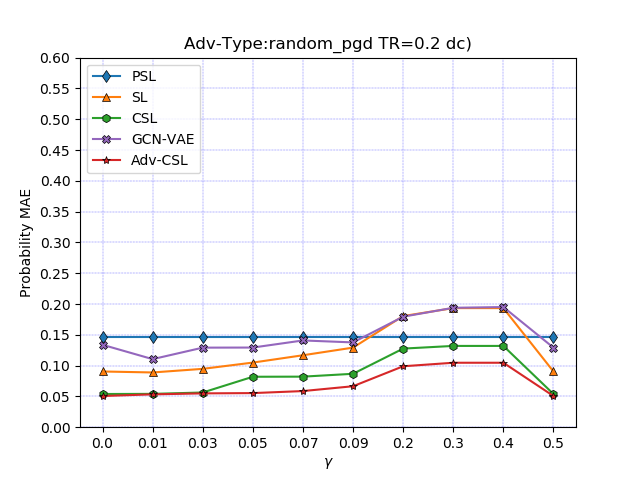 Adv-Type:random_pgd TR=0.2 dc)
0.60
0.55
0.50
0.45
0.40
0.35
0.30
0.25
0.20
0.15
0.10
0.05
0.00
Probability MAE
PSL
SL
CSL
GCN-VAE
Adv-CSL
0.0 0.01 0.03 0.05 0.07 0.09 0.2 0.3 0.4 0.5
γ